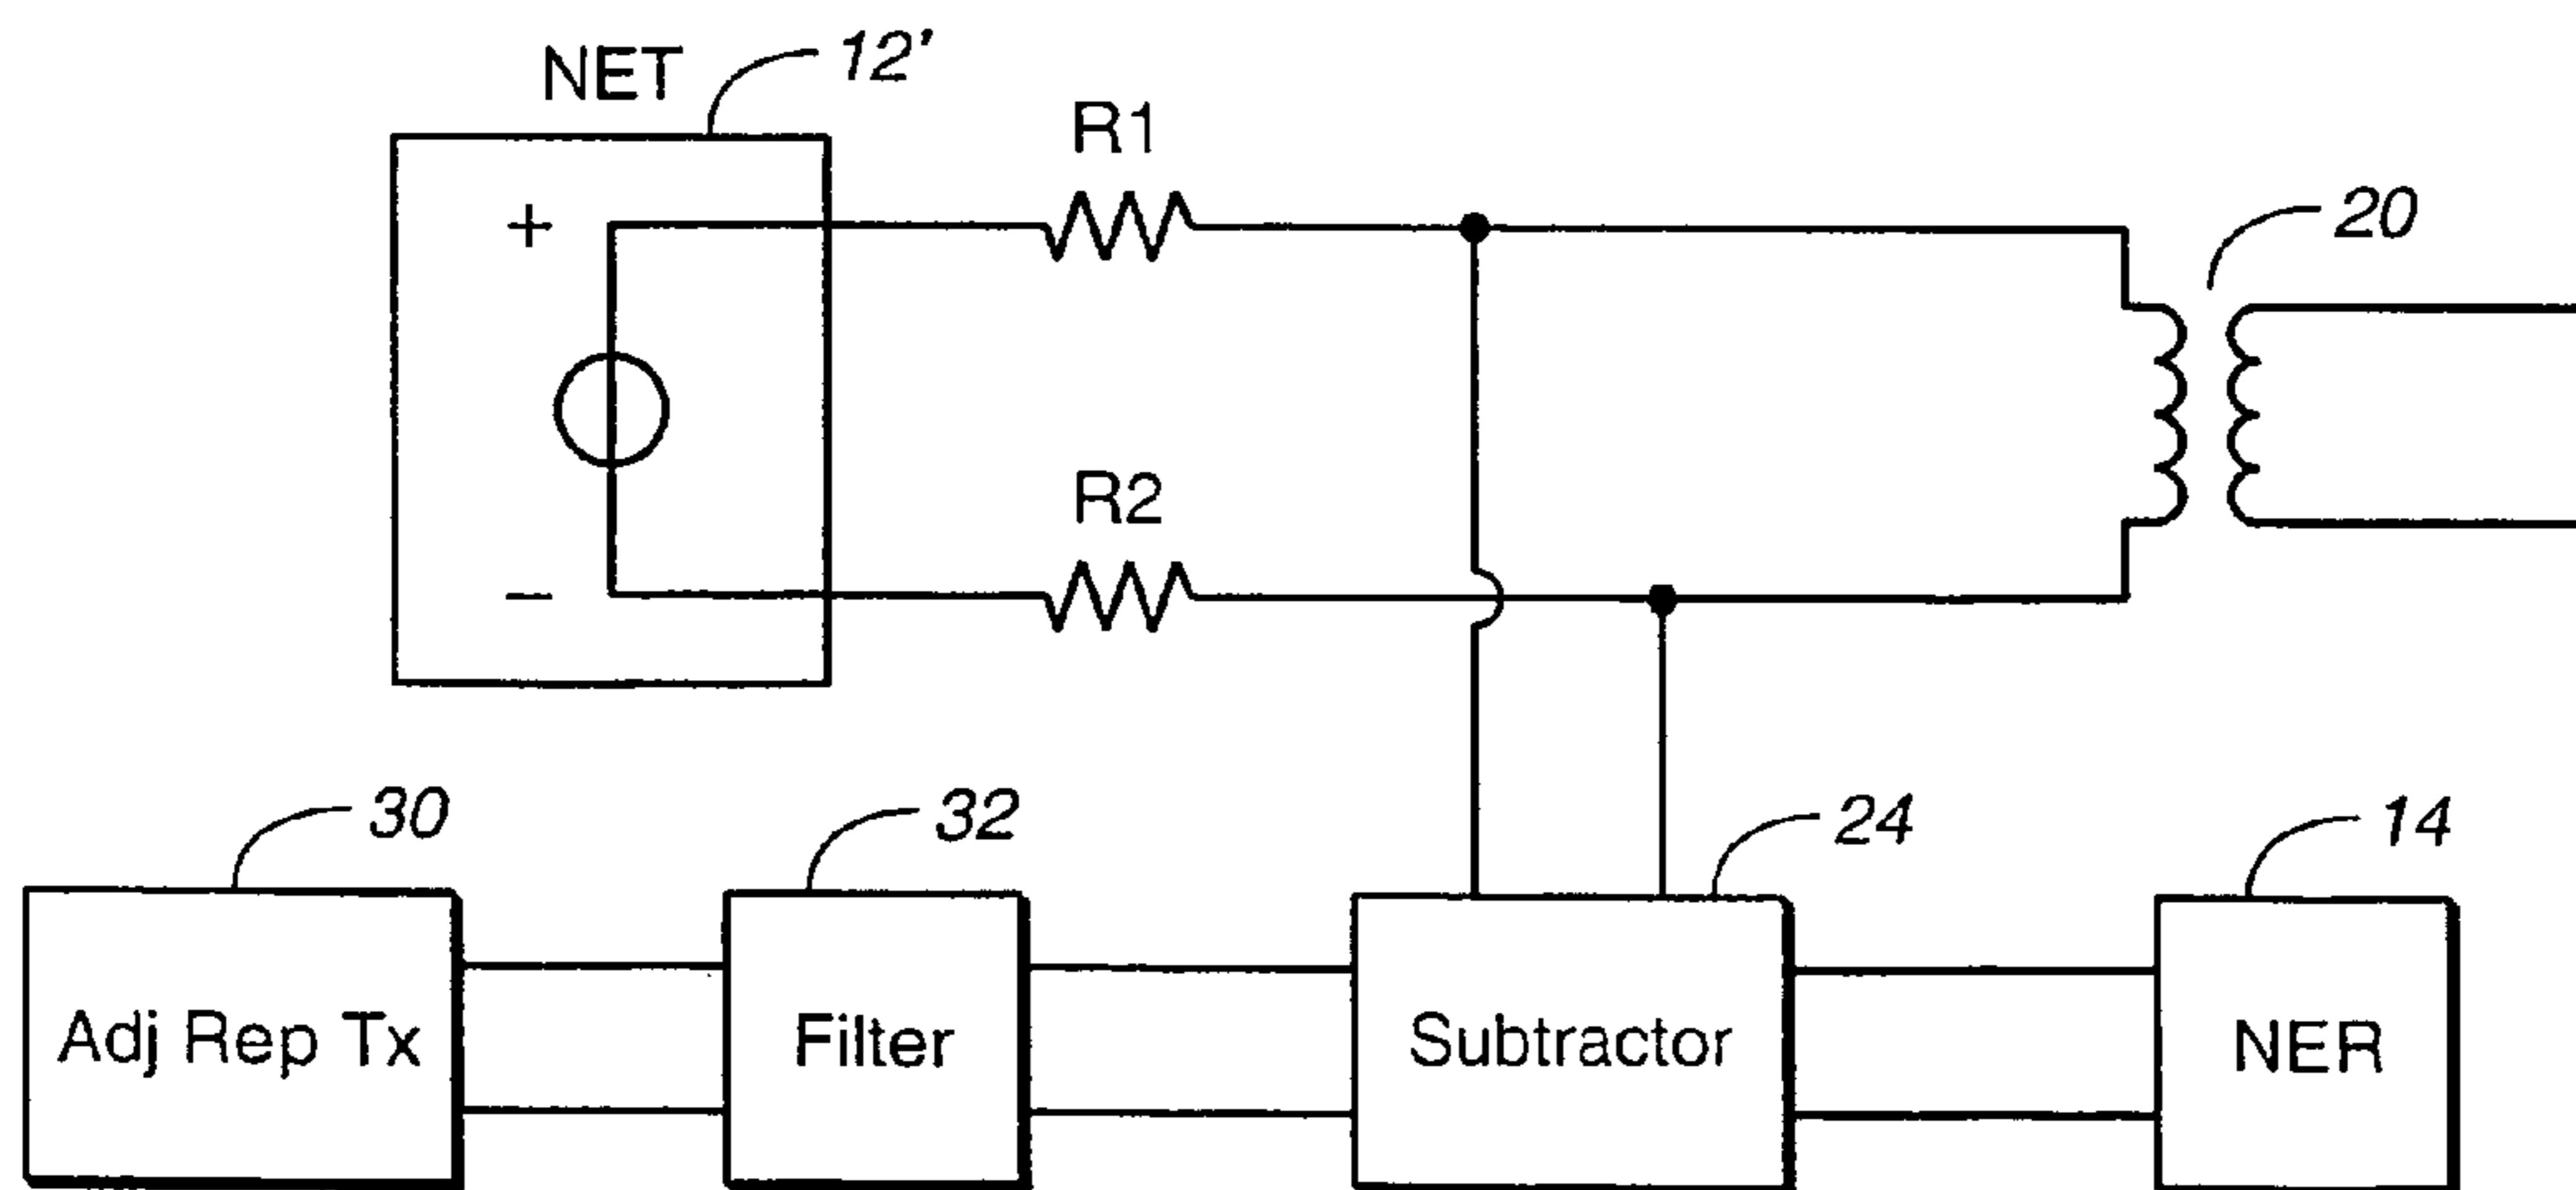 NET
12'
R1
+
20
R2
−
30
32
24
14
Adj Rep Tx
Filter
Subtractor
NER